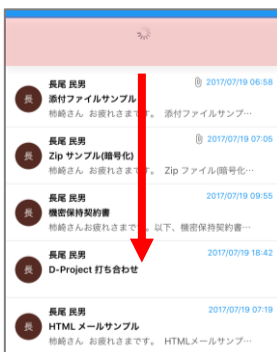 長尾 民男
2017/07/19 06:58
添付ファイルサンプル
長
柿崎さん お疲れさまです。 添付ファイルサンプ…
長尾 民男
2017/07/19 07:05
Zip サンプル(暗号化)
長
柿崎さん お疲れさまです。 Zip ファイル(暗号化…
長尾 民男
2017/07/19 09:55
機密保持契約書
長
柿崎さんお疲れさまです。以下、機密保持契約書…
長尾 民男
2017/07/19 18:42
D-Project 打ち合わせ
長
長尾 民男
2017/07/19 07:19
HTML メールサンプル
長
柿崎さん お疲れさまです。 HTMLメールサンプ…